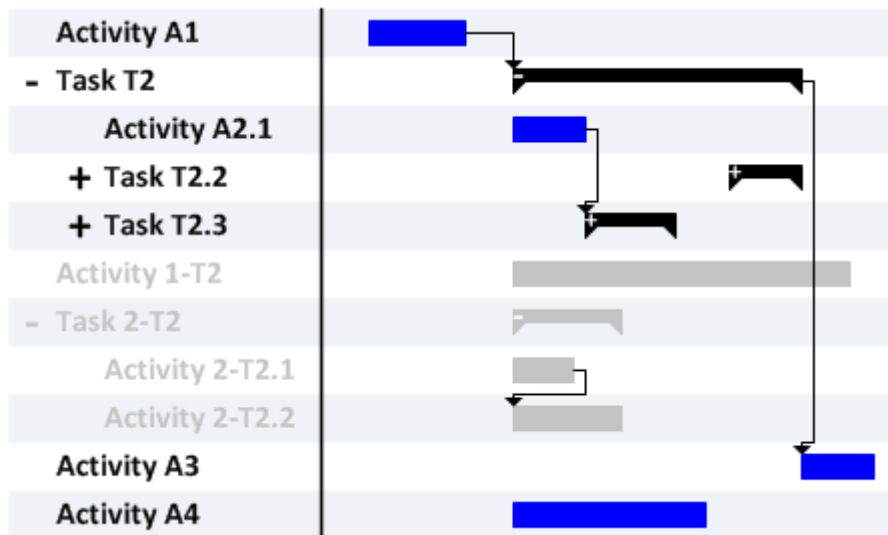 Activity A1
- Task T2
Activity A2.1
+ Task T2.2
+ Task T2.3
Activity 1-T2
- Task 2-T2
Activity 2-T2.1
Activity 2-T2.2
Activity A3
Activity A4